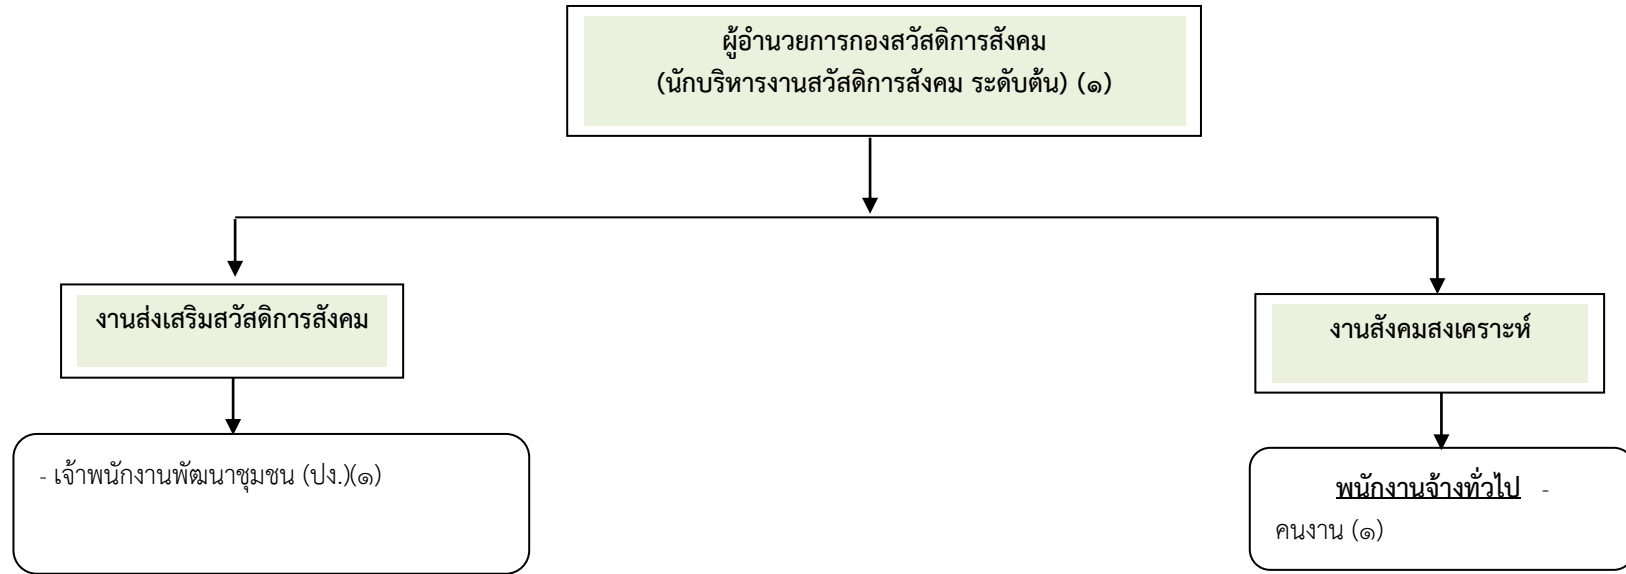 ผู้อำนวยการกองสวัสดิการสังคม
(นักบริหารงานสวัสดิการสังคม ระดับต้น) (๑)
งานส่งเสริมสวัสดิการสังคม
งานสังคมสงเคราะห์
- เจ้าพนักงานพัฒนาชุมชน (ปง.)(๑)
พนักงานจ้างทั่วไป -
คนงาน (๑)